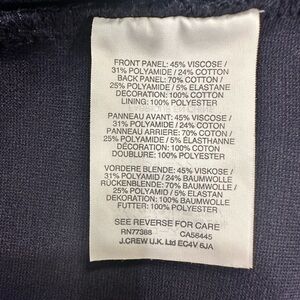 FRONT PANEL: 45% VISCOSE /
31% POLYAMIDE / 24% COTTON
BACK PANEL: 70% COTTON /
25% POLYAMIDE / 5% ELASTANE
DECORATION: 100% COTTON
LINING: 100% POLYESTER
PANNEAU AVANT: 45% VISCOSE /
31% POLYAMIDE / 24% COTON
PANNEAU ARRIERE: 70% COTON /
25% POLYAMIDE / 5% ÉLASTHANNE
DÉCORATION: 100% COTON
DOUBLURE: 100% POLYESTER
VORDERE BLENDE: 45% VISKOSE /
31% POLYAMID / 24% BAUMWOLLE
RÜCKENBLENDE: 70% BAUMWOLLE
25% POLYAMID / 5% ELASTAN
DEKORATION: 100% BAUMWOLLE
FUTTER: 100% POLYESTER
SEE REVERSE FOR CARE
RN77388 CA56445
J.CREW U.K. Ltd EC4V 6JA